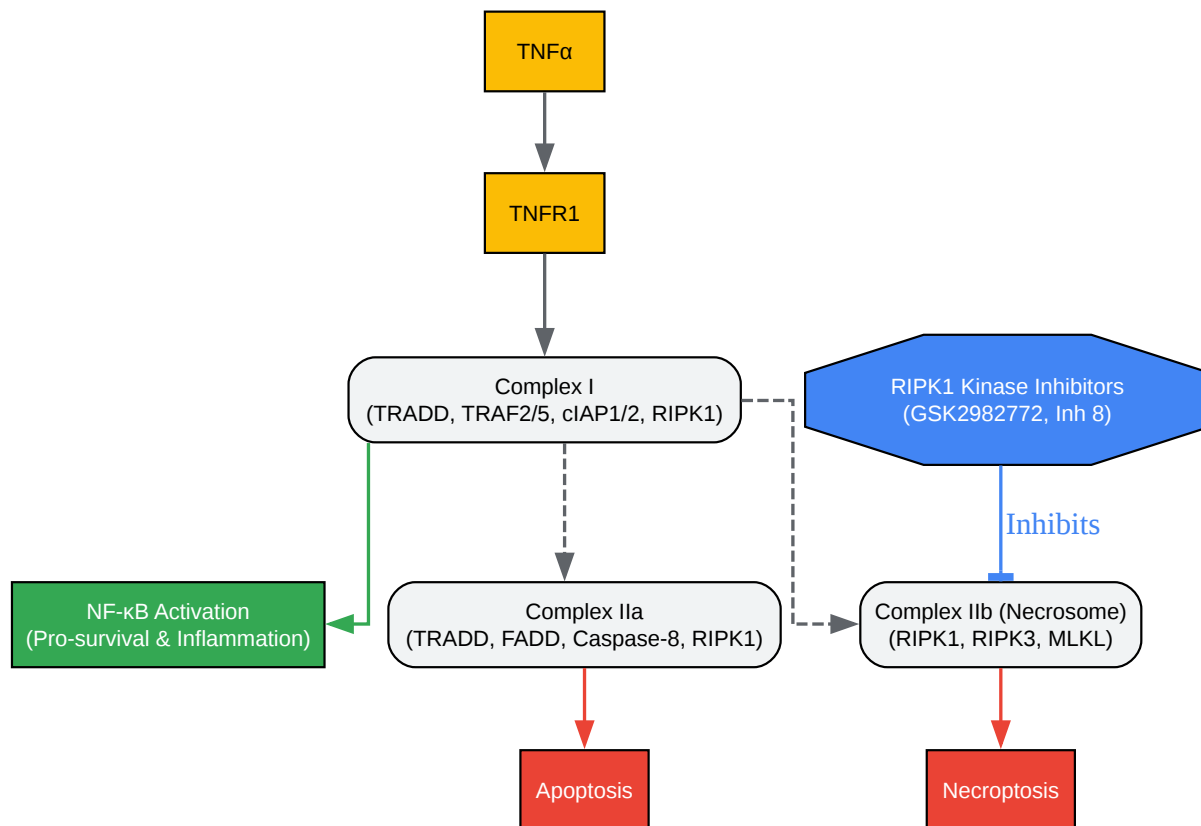 TNFα
TNFR1
Complex I
(TRADD, TRAF2/5, cIAP1/2, RIPK1)
RIPK1 Kinase Inhibitors
(GSK2982772, Inh 8)
Inhibits
NF-κB Activation
(Pro-survival & Inflammation)
Complex IIa
(TRADD, FADD, Caspase-8, RIPK1)
Complex IIb (Necrosome)
(RIPK1, RIPK3, MLKL)
Apoptosis
Necroptosis